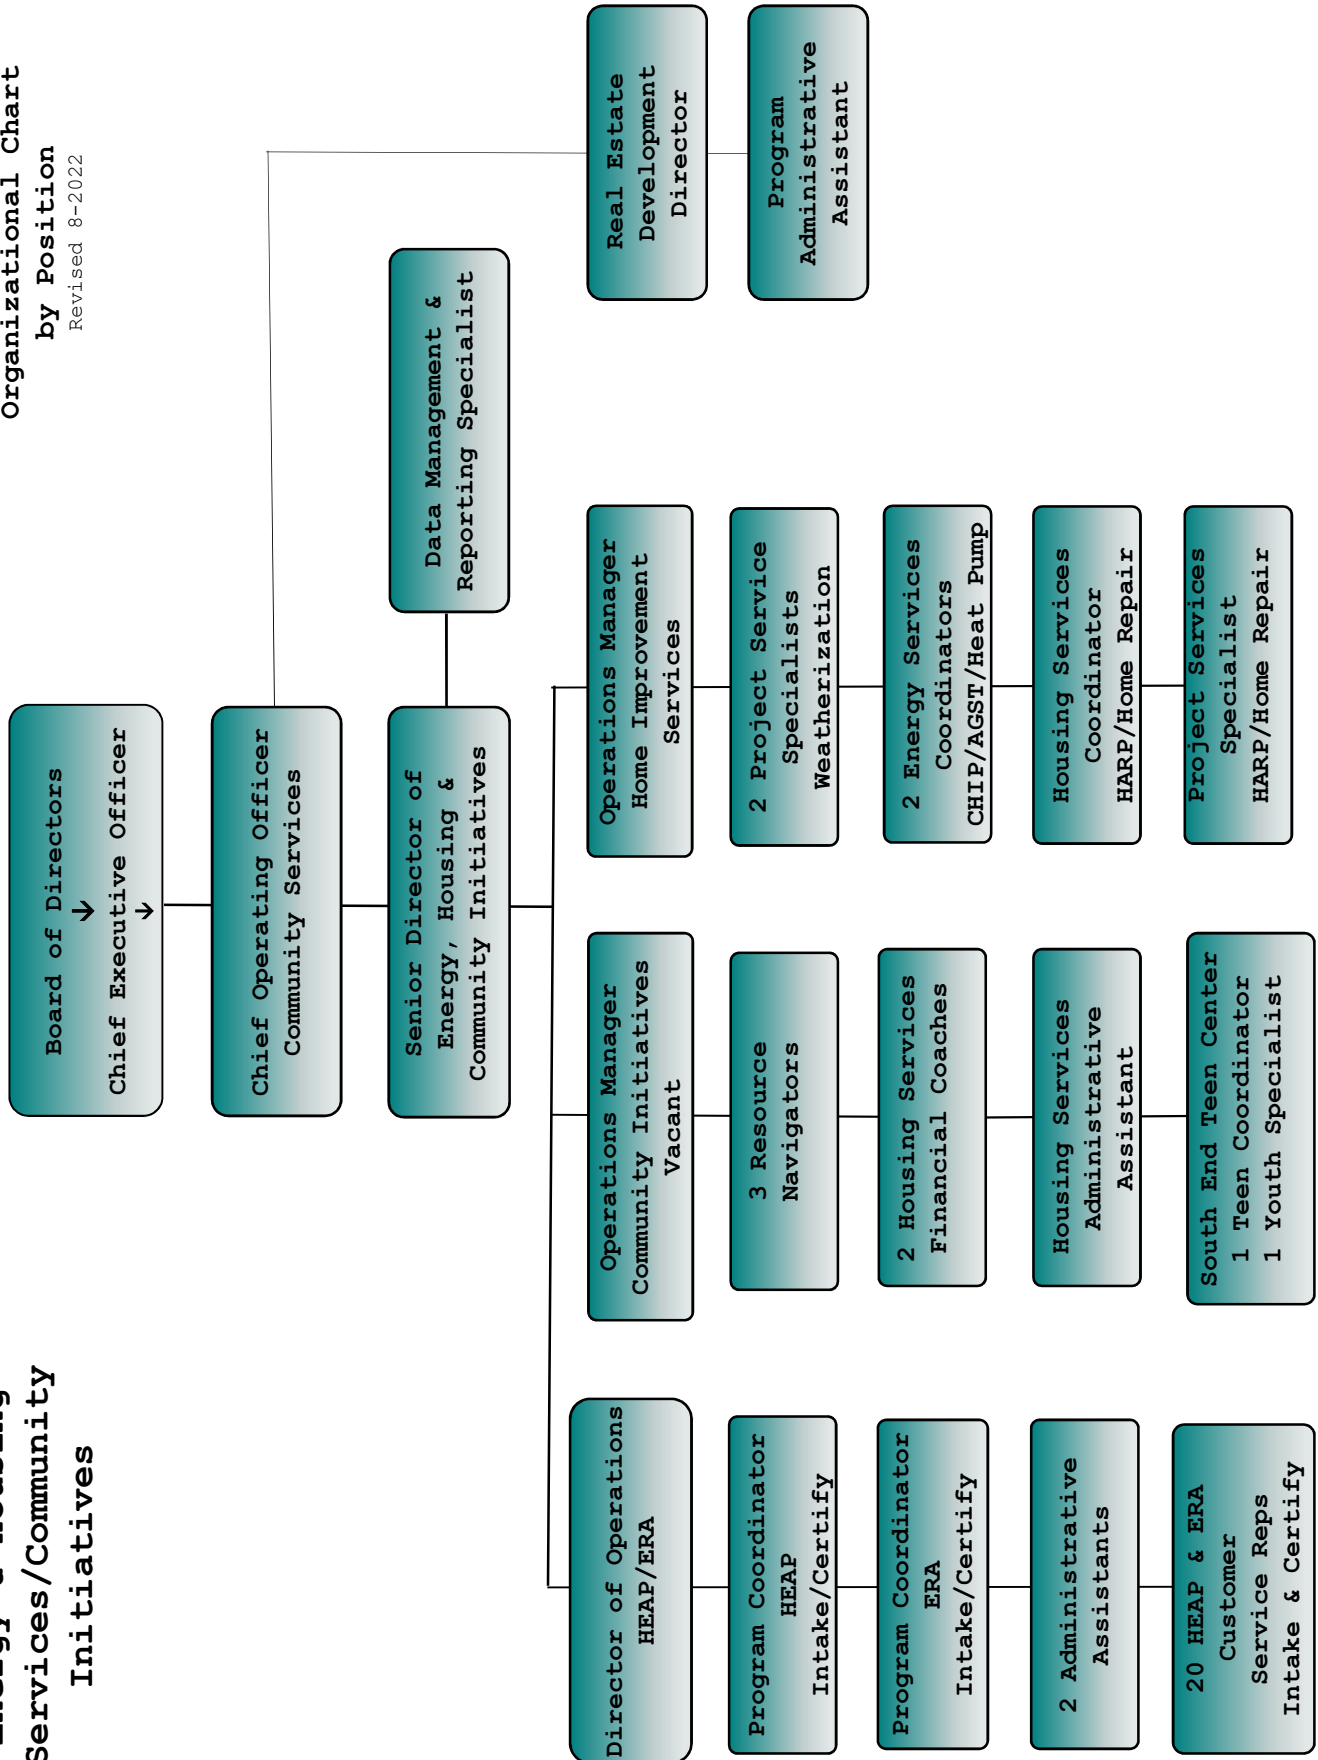 Services/Community
Initiatives
Organizational Chart
by Position
Revised 8-2022
Board of Directors
↓
Chief Executive Officer
↓
Chief Operating Officer
Community Services
Senior Director of
Energy, Housing &
Community Initiatives
Data Management &
Reporting Specialist
Director of Operations
HEAP/ERA
Program Coordinator
HEAP
Intake/Certify
Program Coordinator
ERA
Intake/Certify
2 Administrative
Assistants
20 HEAP & ERA
Customer
Service Reps
Intake & Certify
Operations Manager
Community Initiatives
Vacant
3 Resource
Navigators
2 Housing Services
Financial Coaches
Housing Services
Administrative
Assistant
South End Teen Center
1 Teen Coordinator
1 Youth Specialist
Operations Manager
Home Improvement
Services
2 Project Service
Specialists
Weatherization
2 Energy Services
Coordinators
CHIP/AGST/Heat Pump
Housing Services
Coordinator
HARP/Home Repair
Project Services
Specialist
HARP/Home Repair
Real Estate
Development
Director
Program
Administrative
Assistant